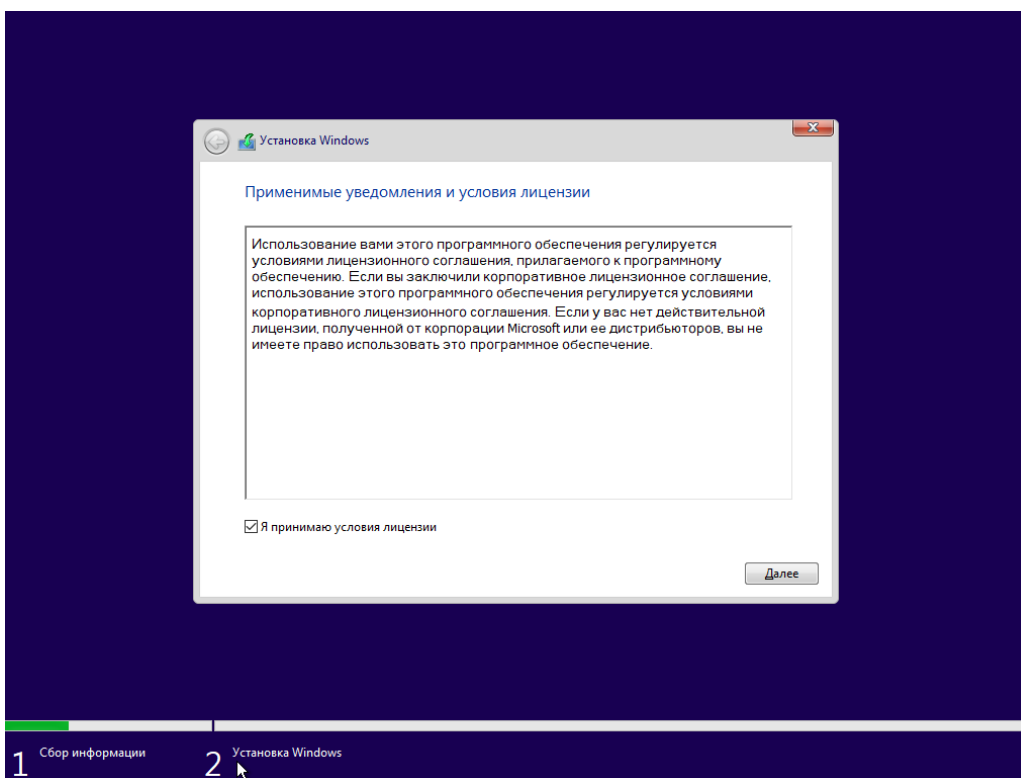 Установка Windows
Применимые уведомления и условия лицензии
Использование вами этого программного обеспечения регулируется
условиями лицензионного соглашения, прилагаемого к программному
обеспечению. Если вы заключили корпоративное лицензионное соглашение,
использование этого программного обеспечения регулируется условиями
корпоративного лицензионного соглашения. Если у вас нет действительной
лицензии, полученной от корпорации Microsoft или ее дистрибьюторов, вы не
имеете право использовать это программное обеспечение.
Я принимаю условия лицензии
Далее
1 Сбор информации
2 Установка Windows